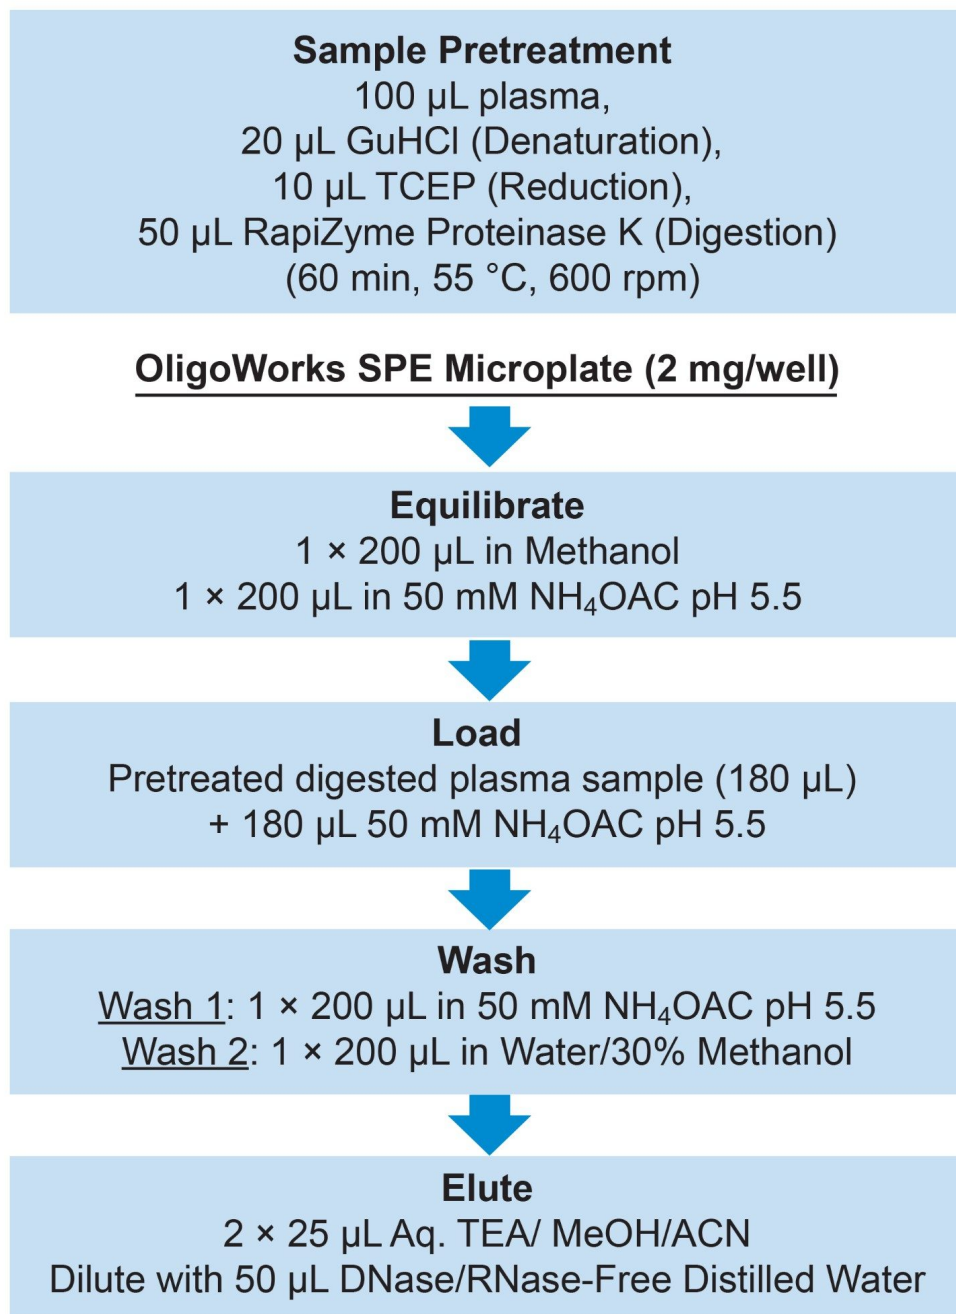 Sample Pretreatment
100 µL plasma,
20 µL GuHCl (Denaturation),
10 µL TCEP (Reduction),
50 µL RapiZyme Proteinase K (Digestion)
(60 min, 55 °C, 600 rpm)
OligoWorks SPE Microplate (2 mg/well)
Equilibrate
1 × 200 µL in Methanol
1 × 200 µL in 50 mM NH₄OAC pH 5.5
Load
Pretreated digested plasma sample (180 µL)
+ 180 µL 50 mM NH₄OAC pH 5.5
Wash
Wash 1: 1 × 200 µL in 50 mM NH₄OAC pH 5.5
Wash 2: 1 × 200 µL in Water/30% Methanol
Elute
2 × 25 µL Aq. TEA/ MeOH/ACN
Dilute with 50 µL DNase/RNase-Free Distilled Water